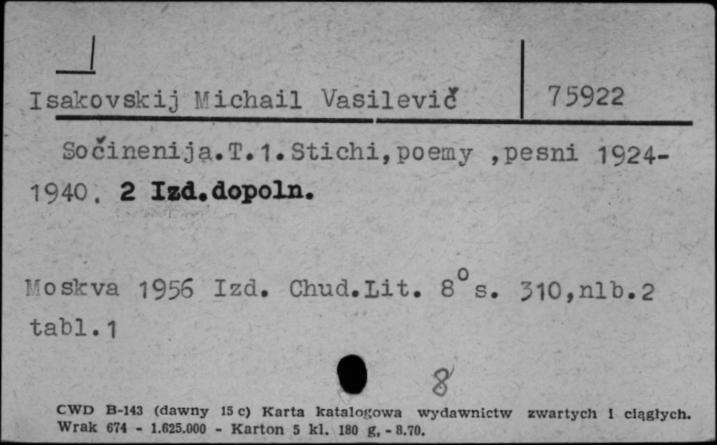 Isakovskij Michail Vasilevič 75922
Sočinenija.T.1.Stichi,poemy ,pesni 1924-
1940. 2 Izd.dopoln.
Moskva 1956 Izd. Chud.Lit. 8° s. 310,nlb.2
tabl.1
8
CWD B-143 (dawny 15 c) Karta katalogowa wydawnictw zwartych i ciągłych.
Wrak 674 - 1.625.000 - Karton 5 kl. 180 g. - 8.70.